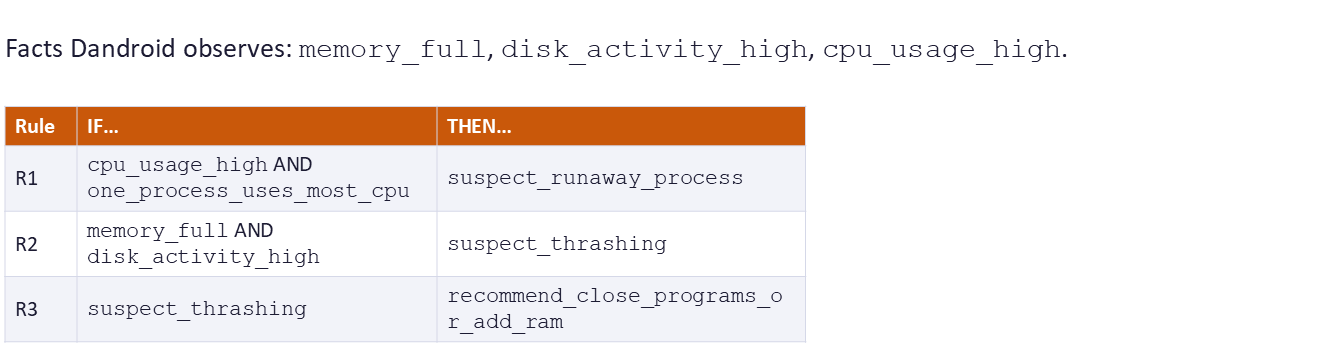 Facts Dandroid observes: memory_full, disk_activity_high, cpu_usage_high.
Rule IF... THEN...
R1 cpu_usage_high AND one_process_uses_most_cpu suspect_runaway_process
R2 memory_full AND disk_activity_high suspect_thrashing
R3 suspect_thrashing recommend_close_programs_o
r_add_ram